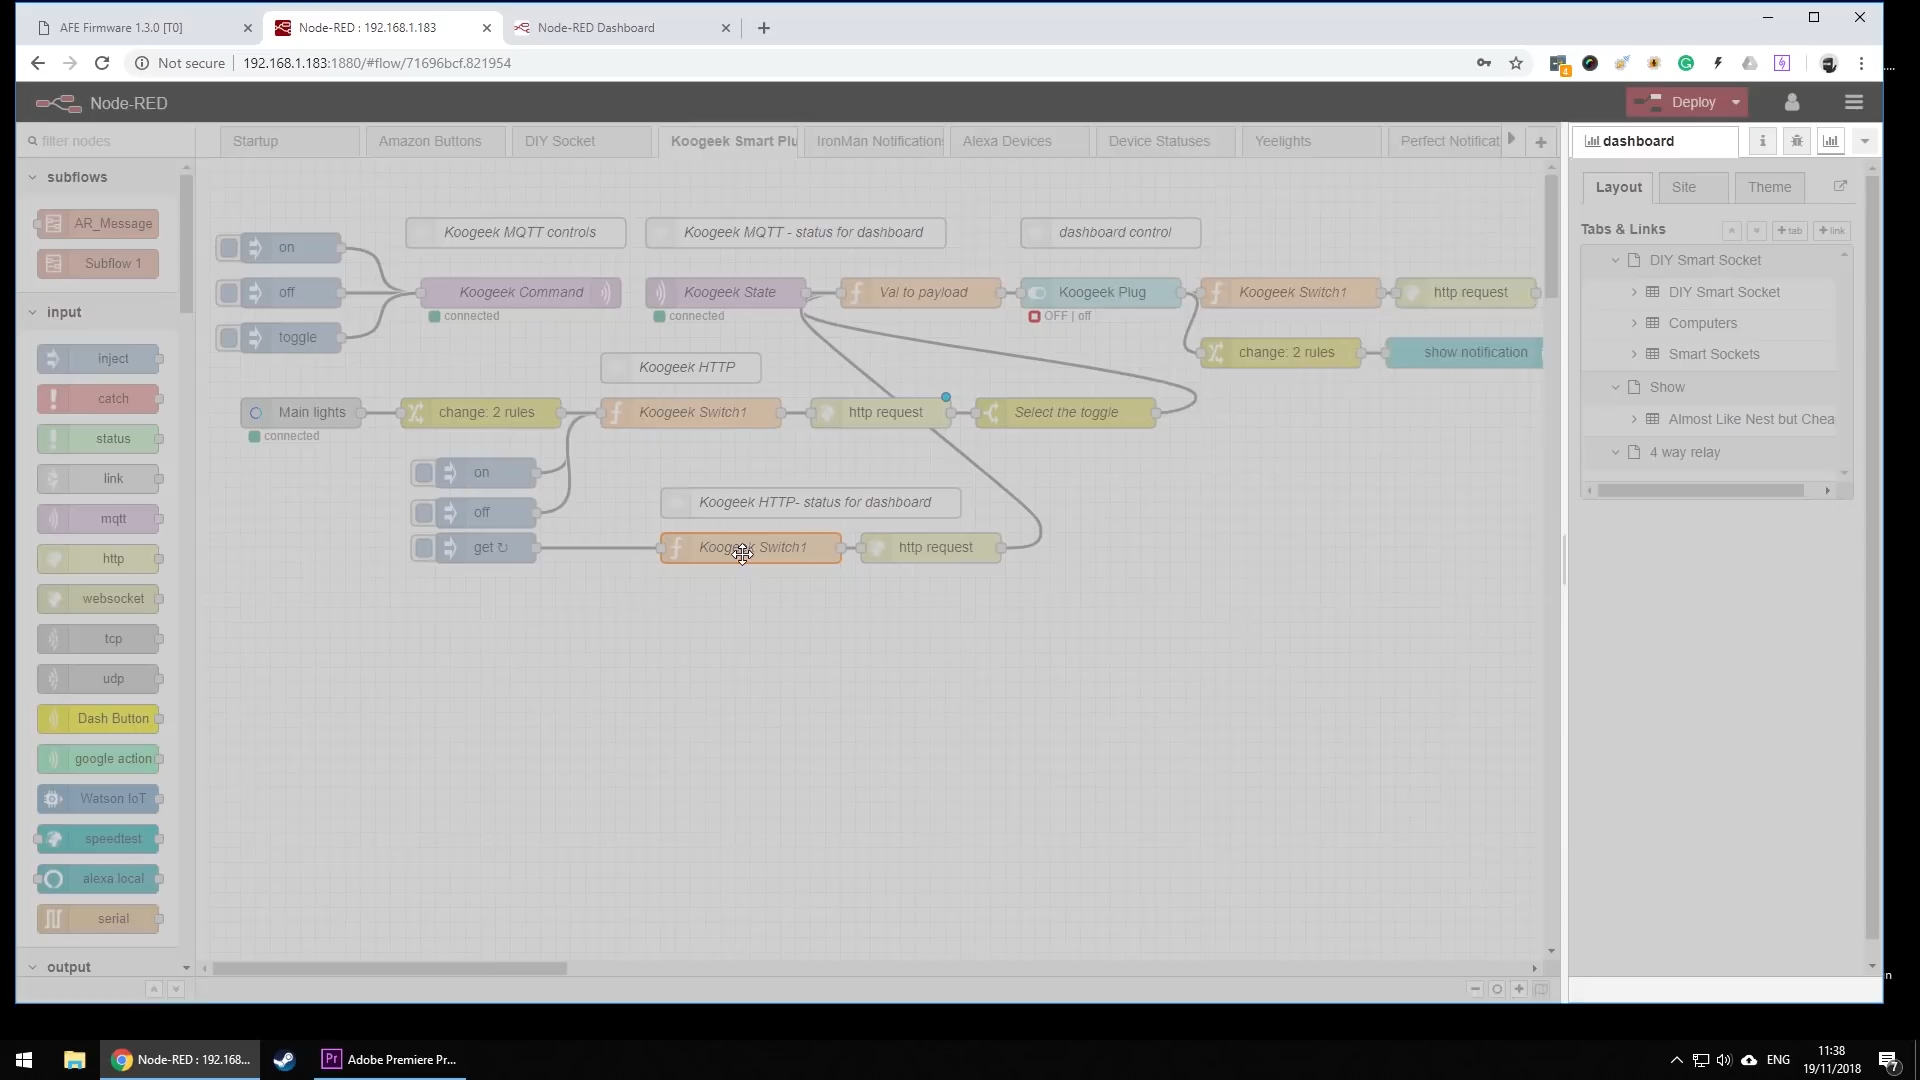 AFE Firmware 1.3.0 [T0]
Node-RED : 192.168.1.183
Node-RED Dashboard
Not secure
192.168.1.183:1880/#flow/71696bcf.821954
4
Node-RED
Deploy
filter nodes
Startup
Amazon Buttons
DIY Socket
Koogeek Smart Plu
IronMan Notification
Alexa Devices
Device Statuses
Yeelights
Perfect Notificat
dashboard
subflows
AR_Message
Subflow 1
input
inject
catch
status
link
mqtt
http
websocket
tcp
udp
Dash Button
google action
Watson IoT
speedtest
alexa local
serial
output
on
off
toggle
Koogeek MQTT controls
Koogeek Command
connected
Koogeek MQTT - status for dashboard
Koogeek State
connected
Val to payload
dashboard control
Koogeek Plug
OFF | off
Koogeek Switch1
http request
change: 2 rules
show notification
Koogeek HTTP
Main lights
connected
change: 2 rules
Koogeek Switch1
http request
Select the toggle
on
off
Koogeek HTTP- status for dashboard
get ↻
Koogeek Switch1
http request
Layout
Site
Theme
Tabs & Links
+tab
+link
DIY Smart Socket
DIY Smart Socket
Computers
Smart Sockets
Show
Almost Like Nest but Chea
4 way relay
Node-RED : 192.168...
Adobe Premiere Pr...
ENG
11:38
19/11/2018
7